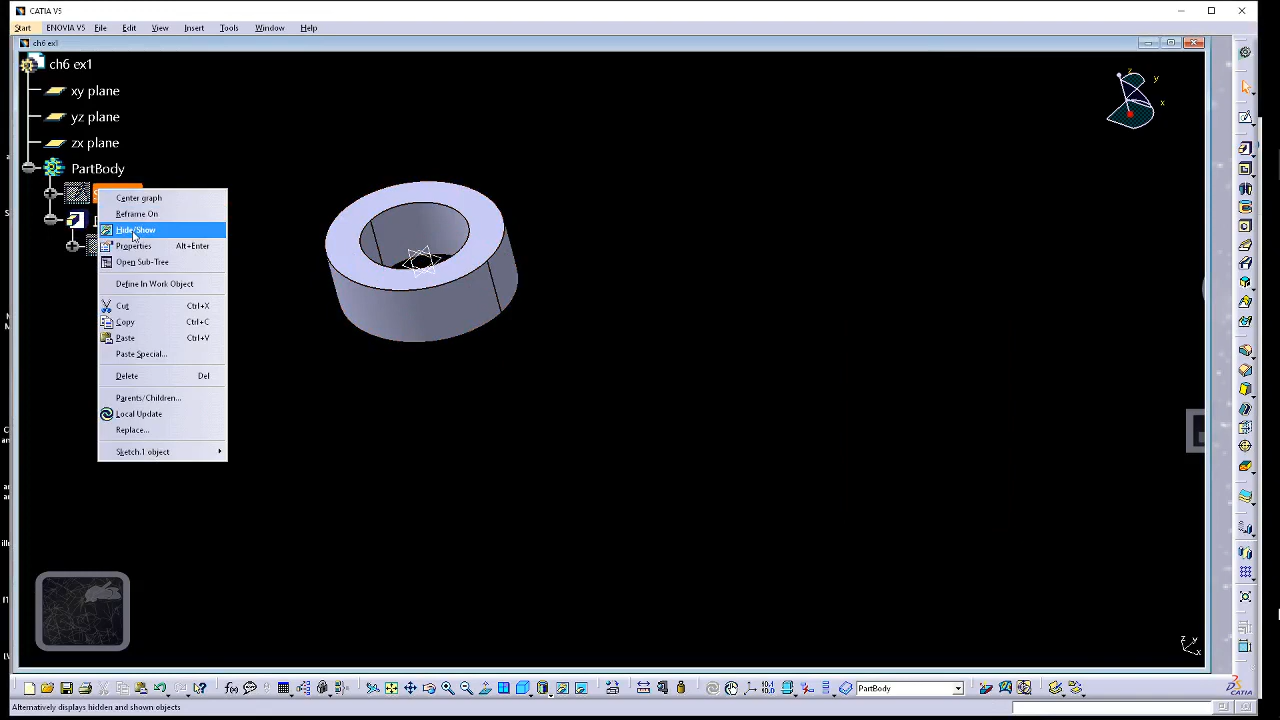 CATIA V5
Start ENOVIA V5 File Edit View Insert Tools Window Help
ch6 ex1
ch6 ex1
xy plane
yz plane
zx plane
PartBody
Center graph
Reframe On
Hide/Show
Properties Alt+Enter
Open Sub-Tree
Define In Work Object
Cut Ctrl+X
Copy Ctrl+C
Paste Ctrl+V
Paste Special...
Delete Del
Parents/Children...
Local Update
Replace...
Sketch.1 object
z
y
x
z
x
PartBody
CATIA
Alternatively displays hidden and shown objects